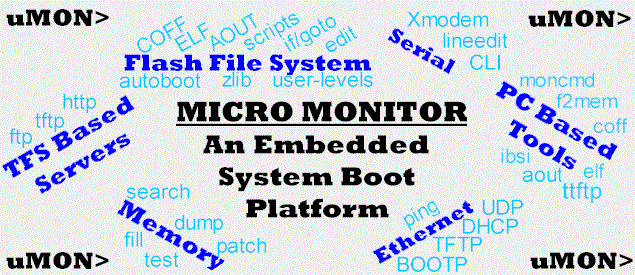 uMON>
uMON>
COFF
ELF
AOUT
scripts
if/goto
edit
Flash File System
autoboot
zlib
user-levels
Xmodem
lineedit
Serial
CLI
http
tftp
ftp
TFS Based
Servers
MICRO MONITOR
An Embedded
System Boot
Platform
moncmd
f2mem
PC Based
Tools
coff
ibsi
elf
aout
ttftp
search
Memory
dump
fill
patch
test
ping
Ethernet
UDP
DHCP
TFTP
BOOTP
uMON>
uMON>